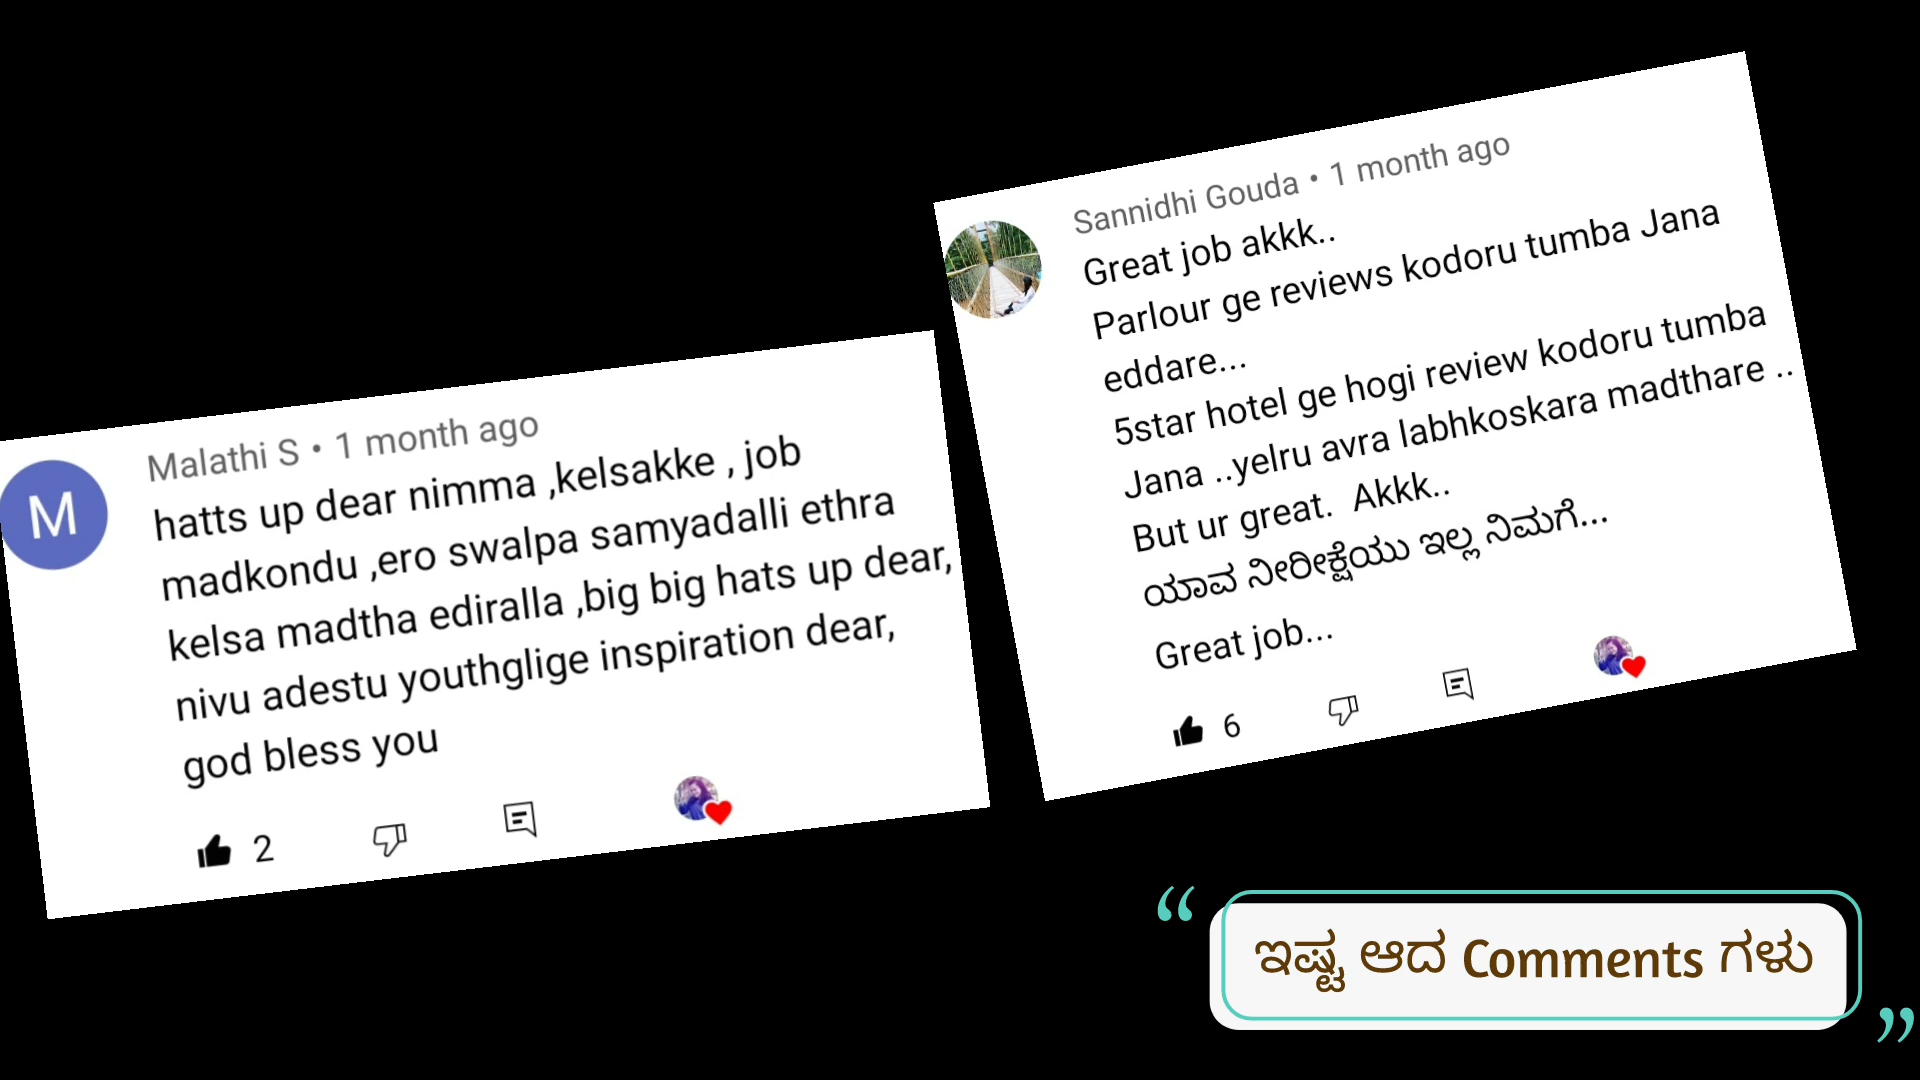 Malathi S • 1 month ago
M
hatts up dear nimma ,kelsakke , job
madkondu ,ero swalpa samyadalli ethra
kelsa madtha ediralla ,big big hats up dear,
nivu adestu youthglige inspiration dear,
god bless you
2
Sannidhi Gouda • 1 month ago
Great job akkk..
Parlour ge reviews kodoru tumba Jana
eddare...
5star hotel ge hogi review kodoru tumba
Jana ..yelru avra labhkoskara madthare ..
But ur great.  Akkk..
ಯಾವ ನೀರೀಕ್ಷೆಯು ಇಲ್ಲ ನಿಮಗೆ...
Great job...
6
“ ಇಷ್ಟ ಆದ Comments ಗಳು ”